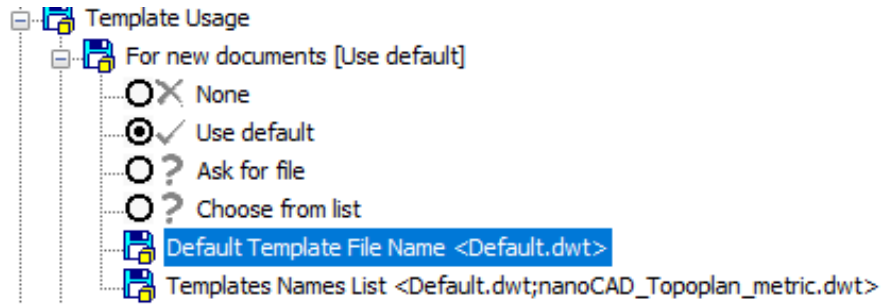 Template Usage
For new documents [Use default]
None
Use default
Ask for file
Choose from list
Default Template File Name <Default.dwt>
Templates Names List <Default.dwt;nanoCAD_Topoplan_metric.dwt>